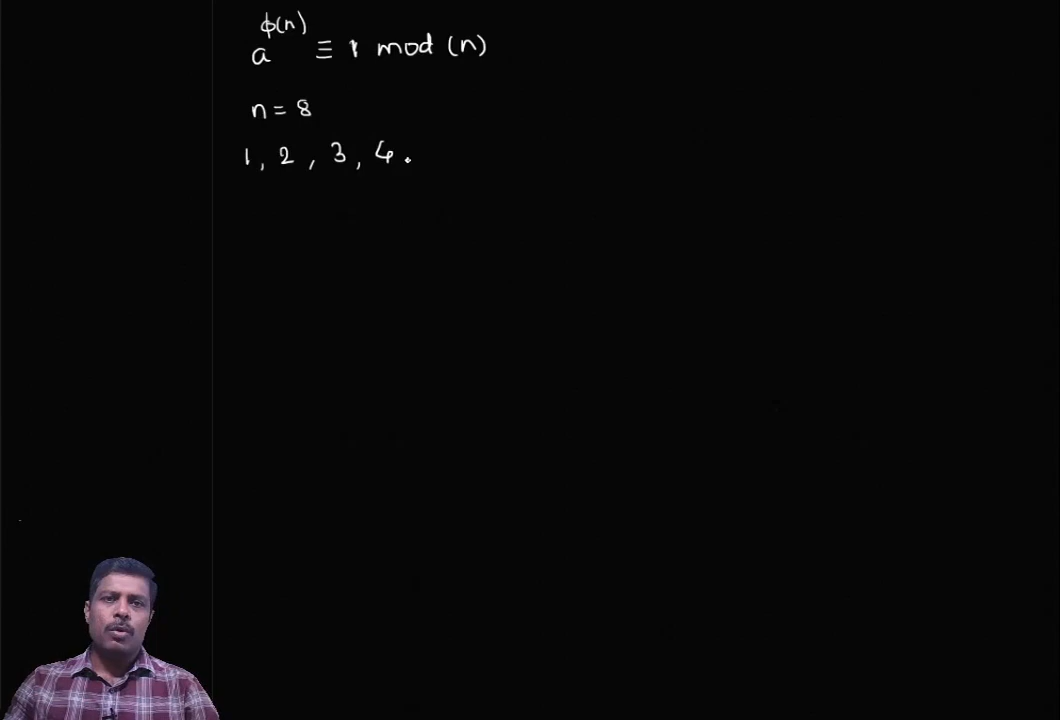 a^ϕ(n) ≡ 1 mod (n)
n = 8
1, 2, 3, 4.